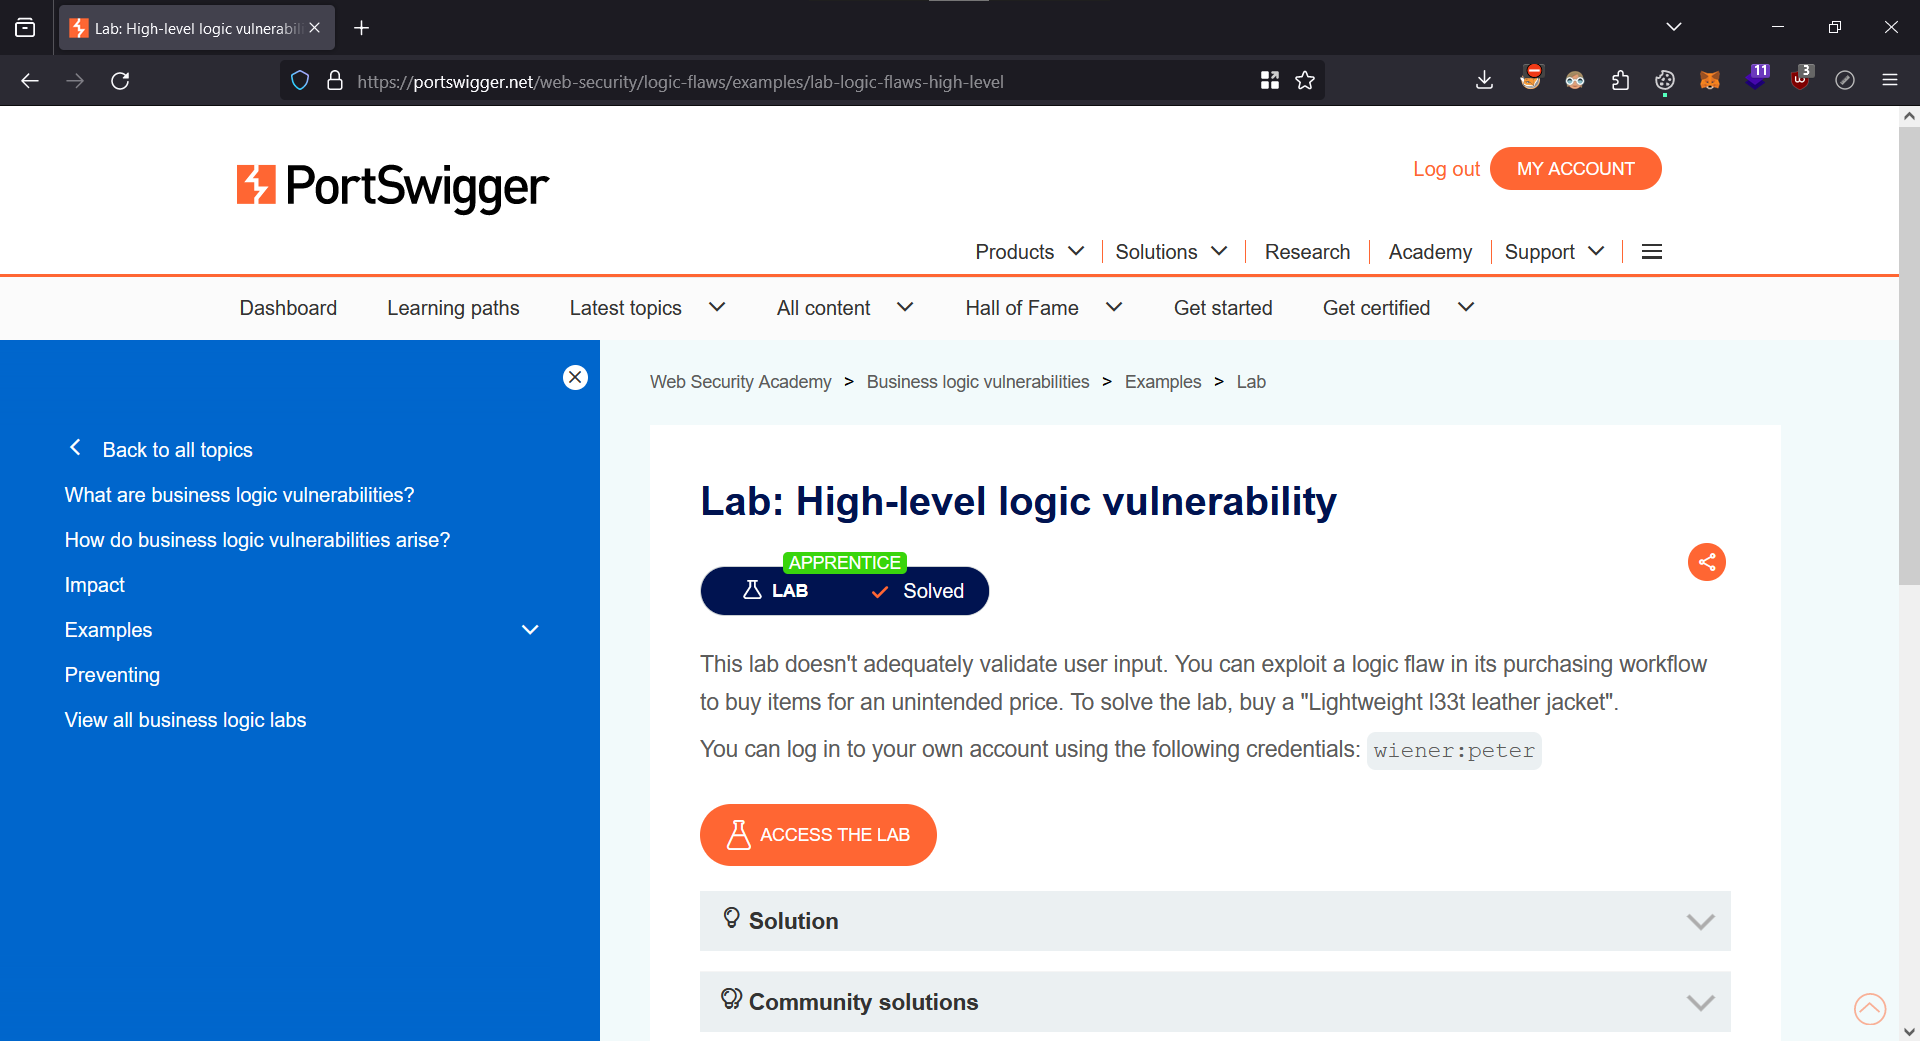 Lab: High-level logic vulnerabil
https://portswigger.net/web-security/logic-flaws/examples/lab-logic-flaws-high-level
11
3
PortSwigger
Log out
MY ACCOUNT
Products
Solutions
Research
Academy
Support
Dashboard
Learning paths
Latest topics
All content
Hall of Fame
Get started
Get certified
Back to all topics
What are business logic vulnerabilities?
How do business logic vulnerabilities arise?
Impact
Examples
Preventing
View all business logic labs
Web Security Academy > Business logic vulnerabilities > Examples > Lab
Lab: High-level logic vulnerability
APPRENTICE
LAB
Solved
This lab doesn't adequately validate user input. You can exploit a logic flaw in its purchasing workflow
to buy items for an unintended price. To solve the lab, buy a "Lightweight l33t leather jacket".
You can log in to your own account using the following credentials: wiener:peter
ACCESS THE LAB
Solution
Community solutions